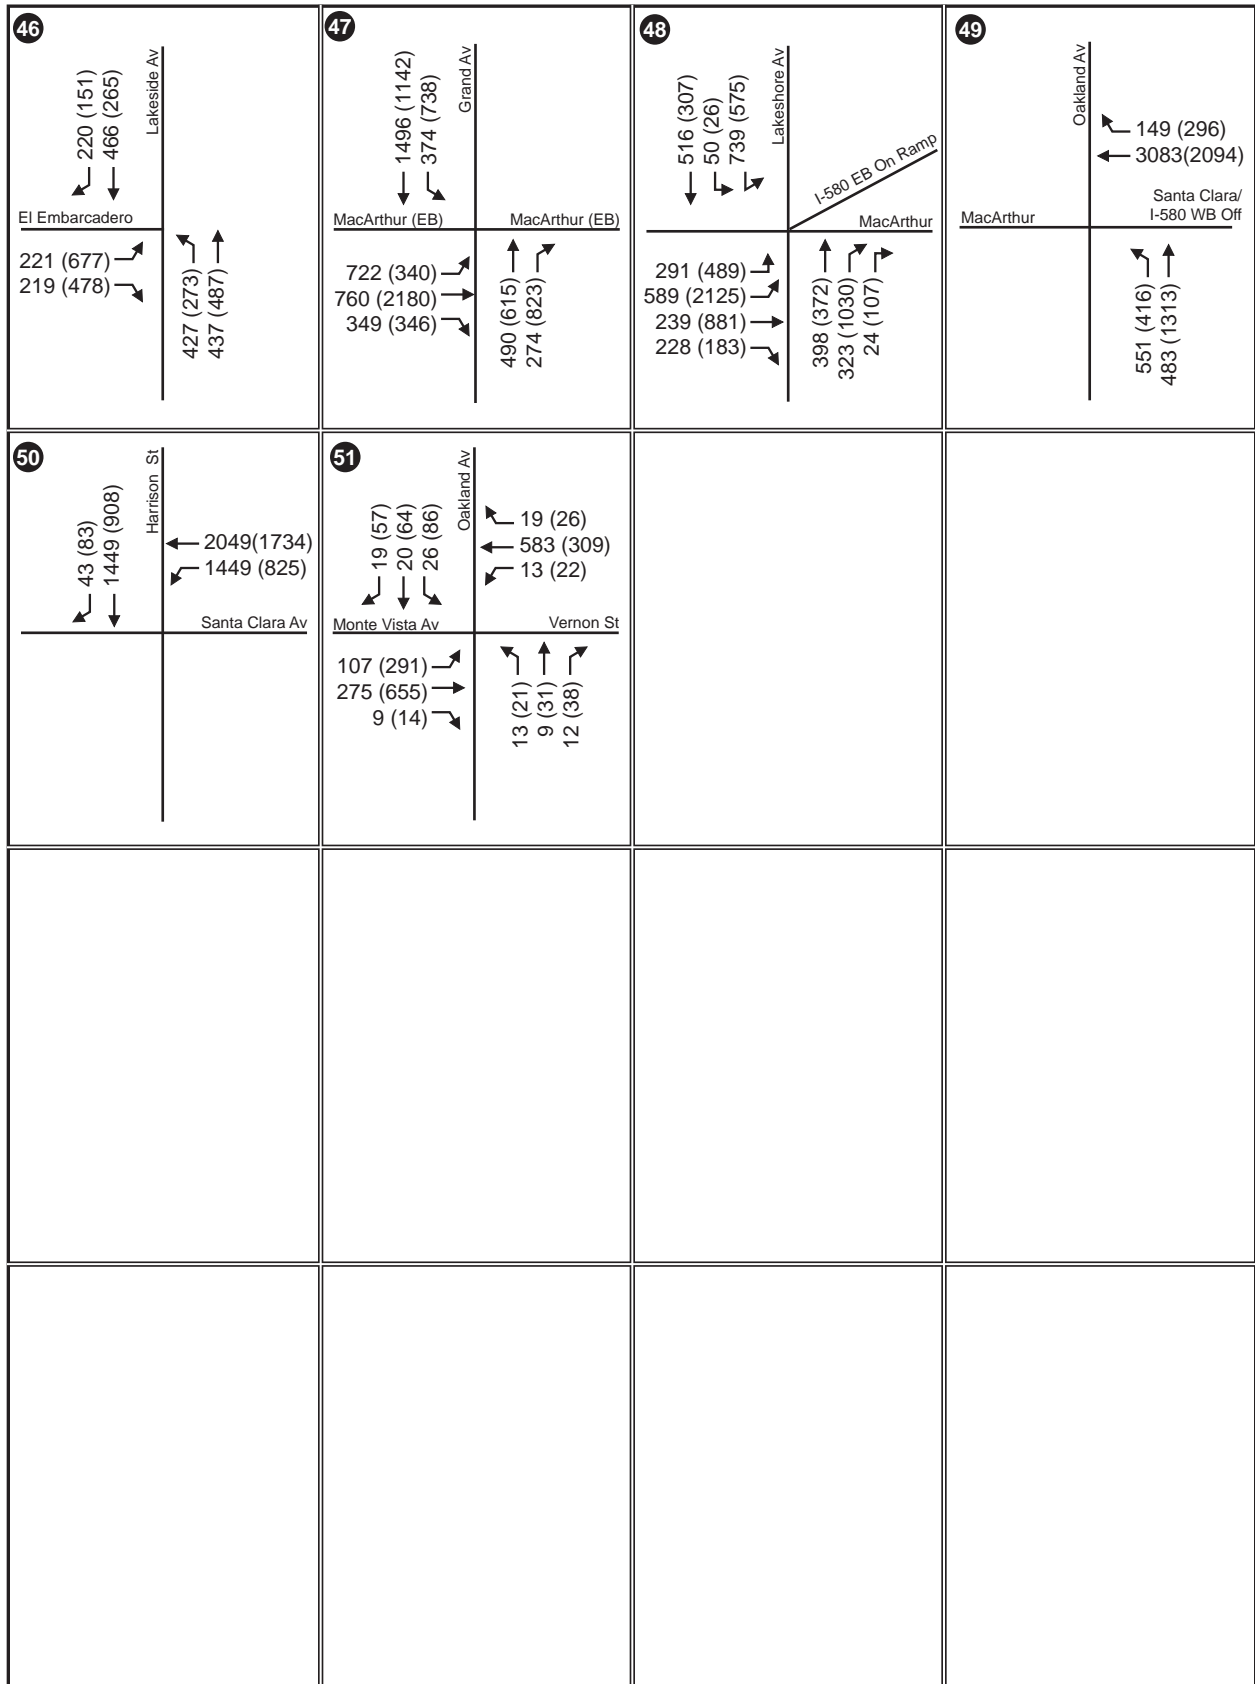 46
220 (151)
466 (265)
Lakeside Av
El Embarcadero
221 (677)
219 (478)
427 (273)
437 (487)
47
1496 (1142)
374 (738)
Grand Av
MacArthur (EB)
MacArthur (EB)
722 (340)
760 (2180)
349 (346)
490 (615)
274 (823)
48
516 (307)
50 (26)
739 (575)
Lakeshore Av
I-580 EB On Ramp
MacArthur
291 (489)
589 (2125)
239 (881)
228 (183)
398 (372)
323 (1030)
24 (107)
49
Oakland Av
149 (296)
3083(2094)
Santa Clara/
I-580 WB Off
MacArthur
551 (416)
483 (1313)
50
43 (83)
1449 (908)
Harrison St
2049(1734)
1449 (825)
Santa Clara Av
51
19 (57)
20 (64)
26 (86)
Oakland Av
19 (26)
583 (309)
13 (22)
Monte Vista Av
Vernon St
107 (291)
275 (655)
9 (14)
13 (21)
9 (31)
12 (38)